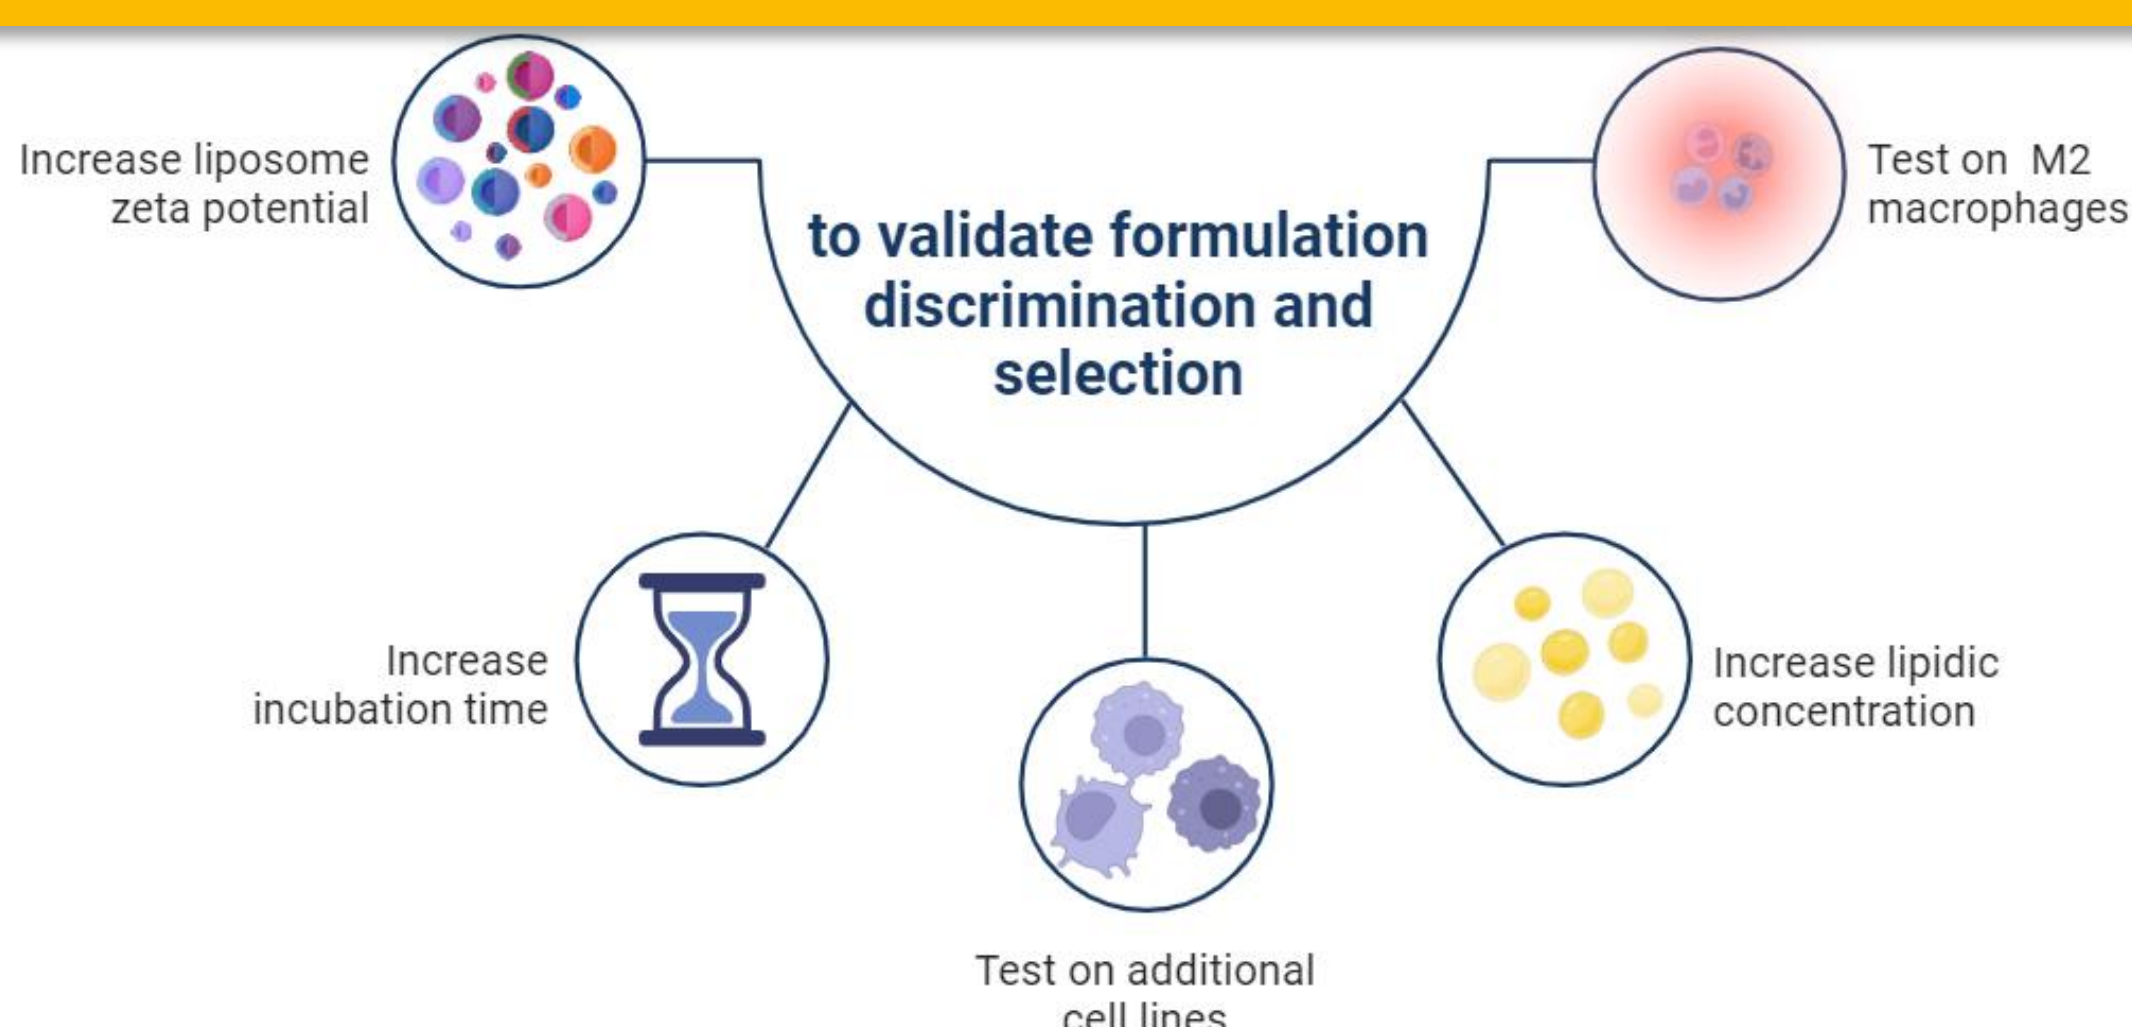 Increase liposome
zeta potential
to validate formulation
discrimination and
selection
Test on M2
macrophages
Increase
incubation time
Increase lipidic
concentration
Test on additional
cell lines